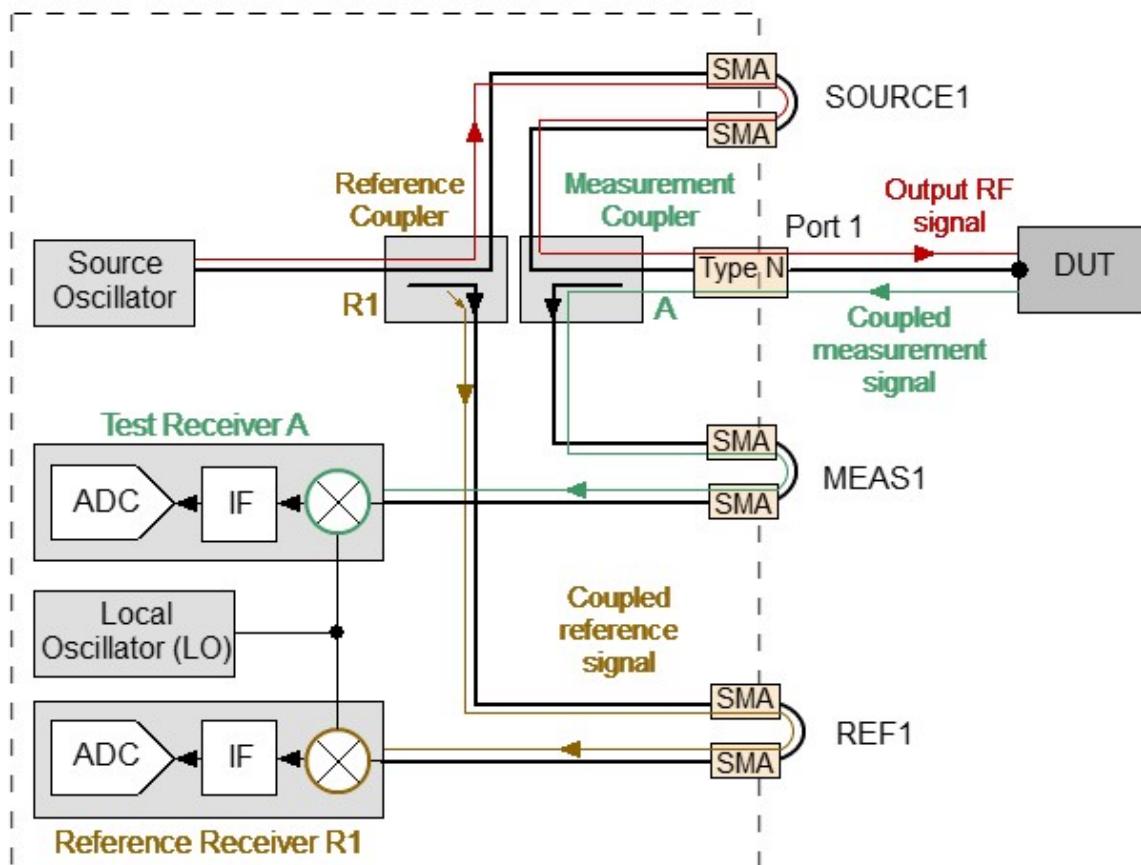 SMA
SOURCE1
SMA
Reference
Coupler
Measurement
Coupler
Output RF
signal
Port 1
Source
Oscillator
Type N
DUT
R1
A
Coupled
measurement
signal
Test Receiver A
SMA
MEAS1
SMA
ADC
IF
Local
Oscillator (LO)
Coupled
reference
signal
SMA
REF1
SMA
ADC
IF
Reference Receiver R1